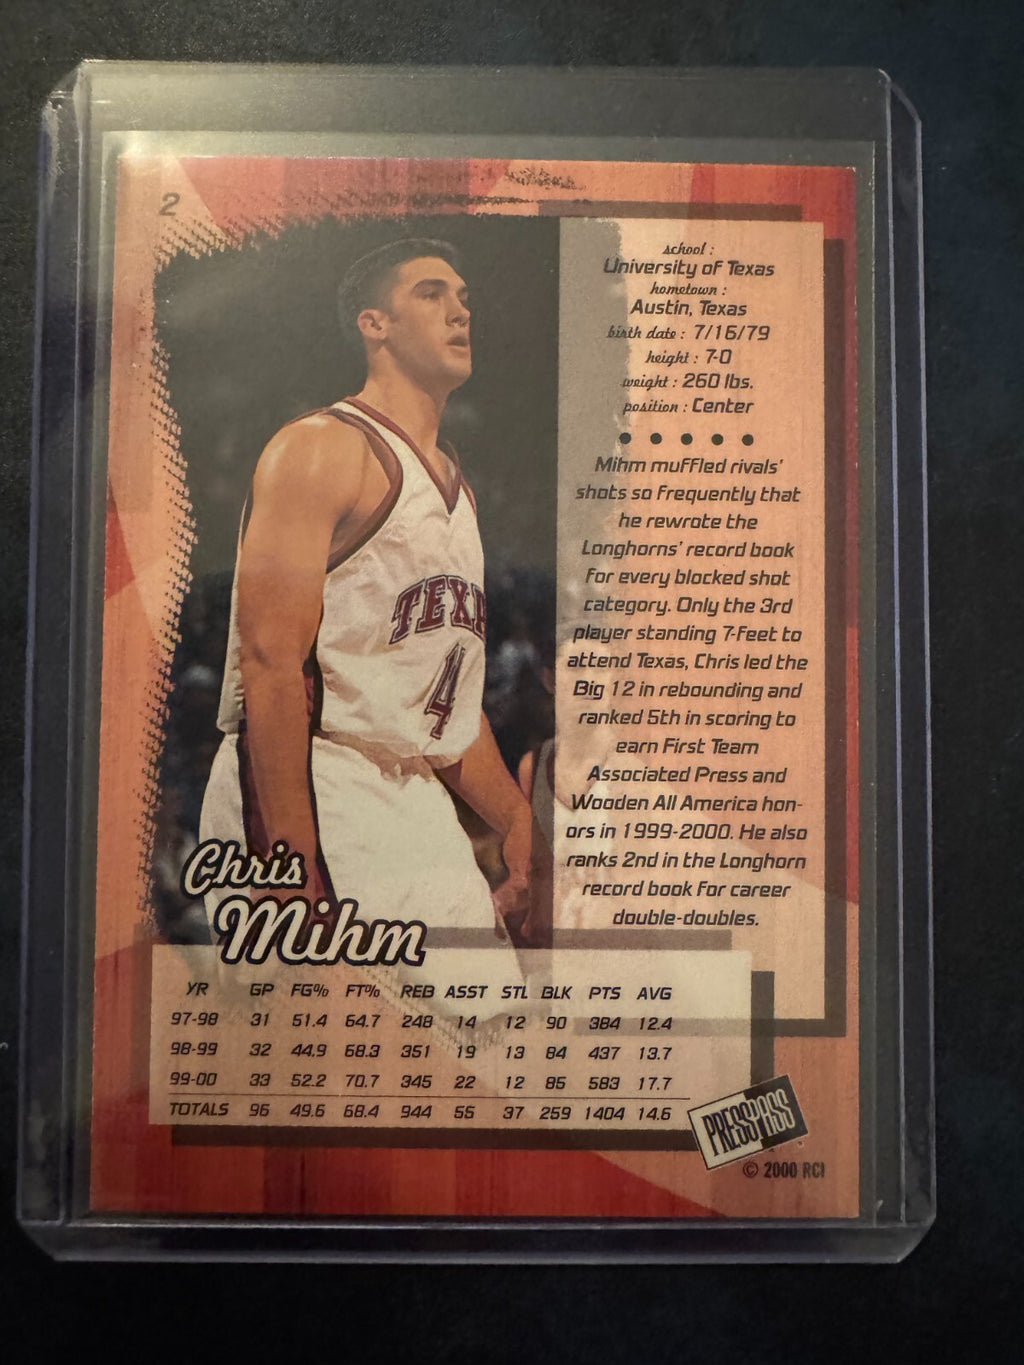 2
school :
University of Texas
hometown :
Austin, Texas
birth date : 7/16/79
height : 7-0
weight : 260 lbs.
position : Center
Mihm muffled rivals'
shots so frequently that
he rewrote the
Longhorns' record book
for every blocked shot
category. Only the 3rd
player standing 7-Feet to
attend Texas, Chris led the
Big 12 in rebounding and
ranked 5th in scoring to
earn First Team
Associated Press and
Wooden All America hon-
ors in 1999-2000. He also
ranks 2nd in the Longhorn
record book for career
double-doubles.
TEXA
4
Chris
Mihm
YR GP FG% FT% REB ASST STL BLK PTS AVG
97-98 31 51.4 64.7 248 14 12 90 384 12.4
98-99 32 44.9 68.3 351 19 13 84 437 13.7
99-00 33 52.2 70.7 345 22 12 85 583 17.7
TOTALS 96 49.6 68.4 944 55 37 259 1404 14.6
PRESS PASS
© 2000 RCI